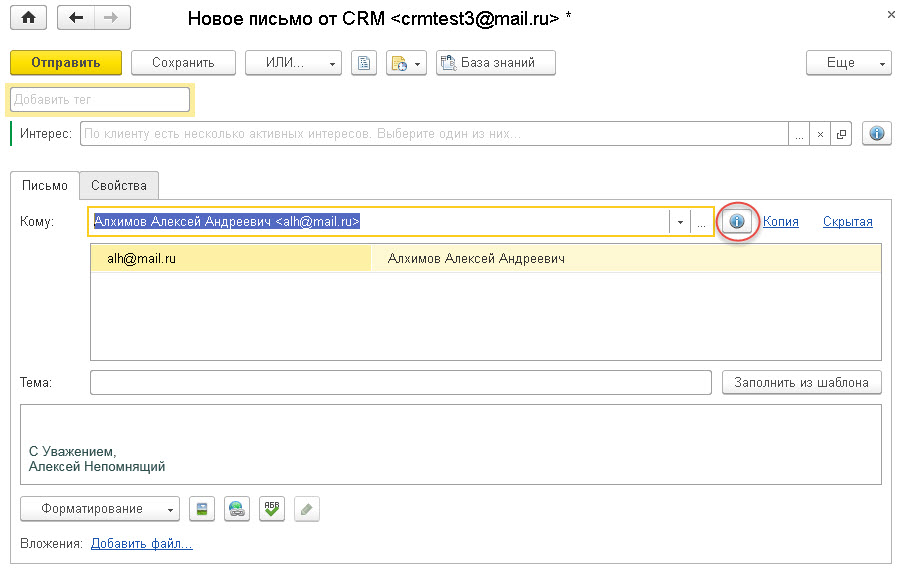 Новое письмо от CRM <crmtest3@mail.ru> *
Отправить Сохранить ИЛИ... База знаний Еще
Добавить тег
Интерес: По клиенту есть несколько активных интересов. Выберите один из них... ...
Письмо Свойства
Кому: Алхимов Алексей Андреевич <alh@mail.ru> ... Копия Скрытая
alh@mail.ru Алхимов Алексей Андреевич
Тема: Заполнить из шаблона
С Уважением,
Алексей Непомнящий
Форматирование АБВ
Вложения: Добавить файл...